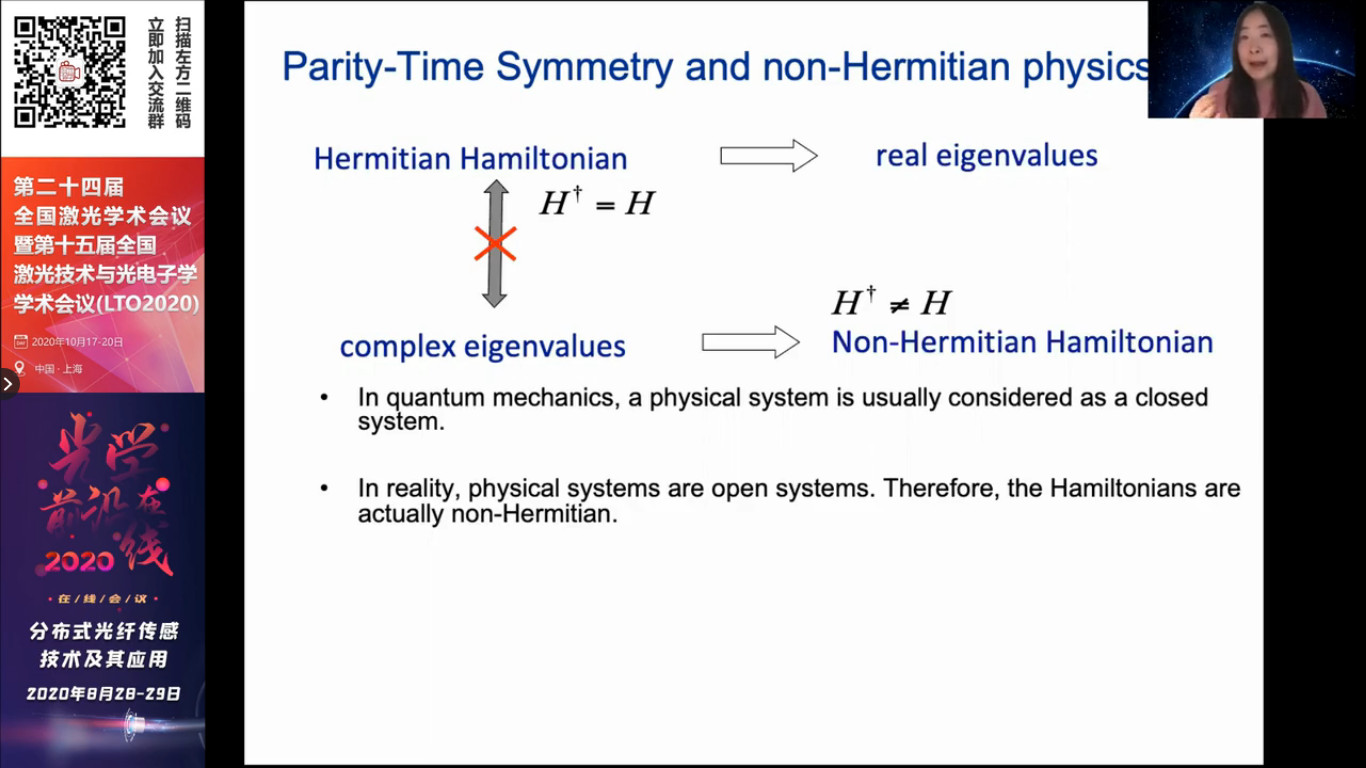 扫描左方二维码
立即加入交流群
第二十四届
全国激光学术会议
暨第十五届全国
激光技术与光电子学
学术会议(LTO2020)
2020年10月17-20日
中国·上海
光学
前沿在
2020 线
·在/线/会/议·
分布式光纤传感
技术及其应用
2020年8月28-29日
Parity-Time Symmetry and non-Hermitian physics
Hermitian Hamiltonian
real eigenvalues
H† = H
H† ≠ H
complex eigenvalues
Non-Hermitian Hamiltonian
• In quantum mechanics, a physical system is usually considered as a closed
system.
• In reality, physical systems are open systems. Therefore, the Hamiltonians are
actually non-Hermitian.